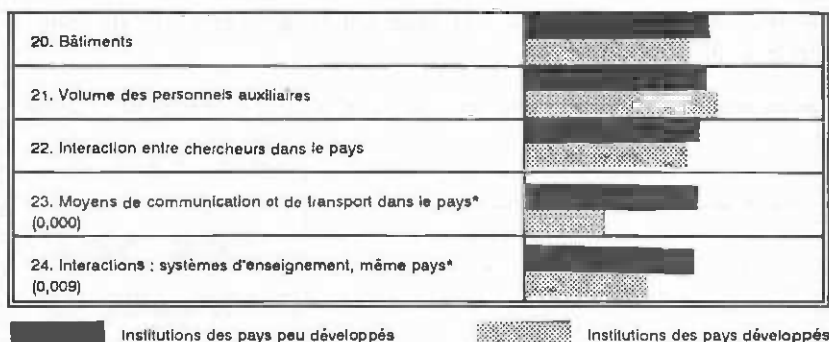 20. Bâtiments
21. Volume des personnels auxiliaires
22. Interaction entre chercheurs dans le pays
23. Moyens de communication et de transport dans le pays*
(0,000)
24. Interactions : systèmes d'enseignement, même pays*
(0,009)
Institutions des pays peu développés
Institutions des pays développés